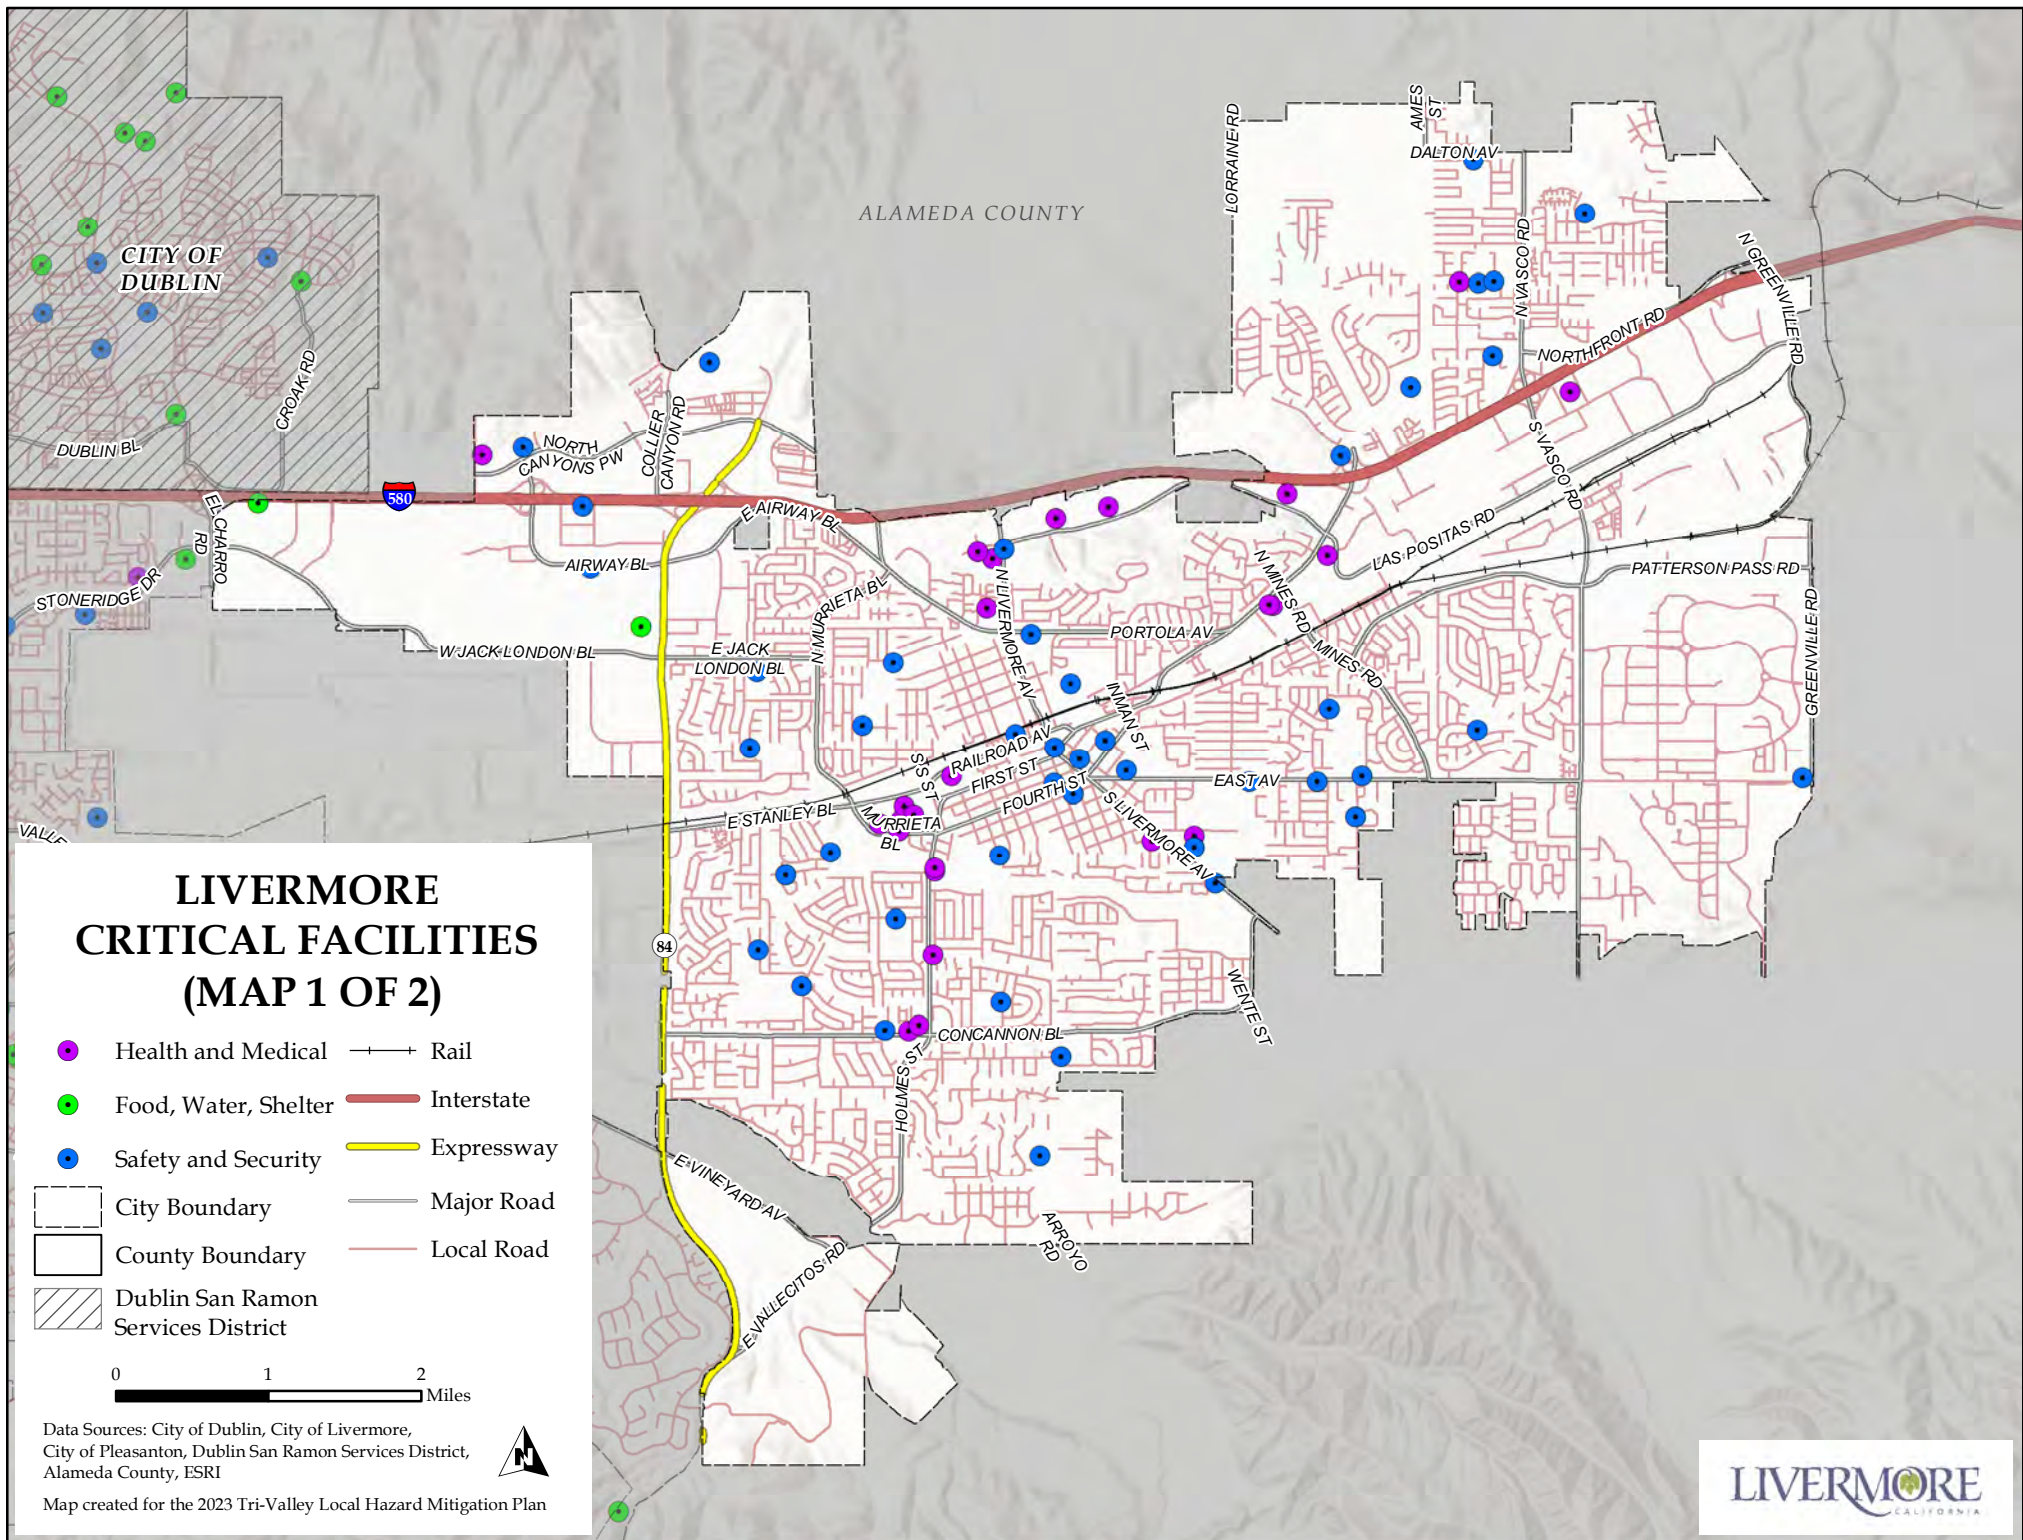 AMES
ST
LORRAINE RD
DALTON AV
ALAMEDA COUNTY
CITY OF
DUBLIN
N VASCO RD
N GREENVILLE RD
NORTHFRONT RD
CROAK RD
COLLIER
CANYON RD
DUBLIN BL
NORTH
CANYONS PW
S VASCO RD
580
EL CHARRO
RD
E AIRWAY BL
LAS POSITAS RD
AIRWAY BL
PATTERSON PASS RD
STONERIDGE DR
N MURRIETA BL
N LIVERMORE AV
N MINES RD
PORTOLA AV
W JACK LONDON BL
E JACK
LONDON BL
MINES RD
GREENVILLE RD
INMAN ST
RAILROAD AV
S S ST
FIRST ST
FOURTH ST
EAST AV
E STANLEY BL
MURRIETA
BL
S LIVERMORE AV
VALLE
84
WENTE ST
CONCANNON BL
HOLMES ST
E VINEYARD AV
ARROYO
RD
E VALLECITOS RD
LIVERMORE
CRITICAL FACILITIES
(MAP 1 OF 2)
Health and Medical
Food, Water, Shelter
Safety and Security
City Boundary
County Boundary
Dublin San Ramon
Services District
Rail
Interstate
Expressway
Major Road
Local Road
0 1 2
Miles
Data Sources: City of Dublin, City of Livermore,
City of Pleasanton, Dublin San Ramon Services District,
Alameda County, ESRI
N
Map created for the 2023 Tri-Valley Local Hazard Mitigation Plan
LIVERMORE
CALIFORNIA